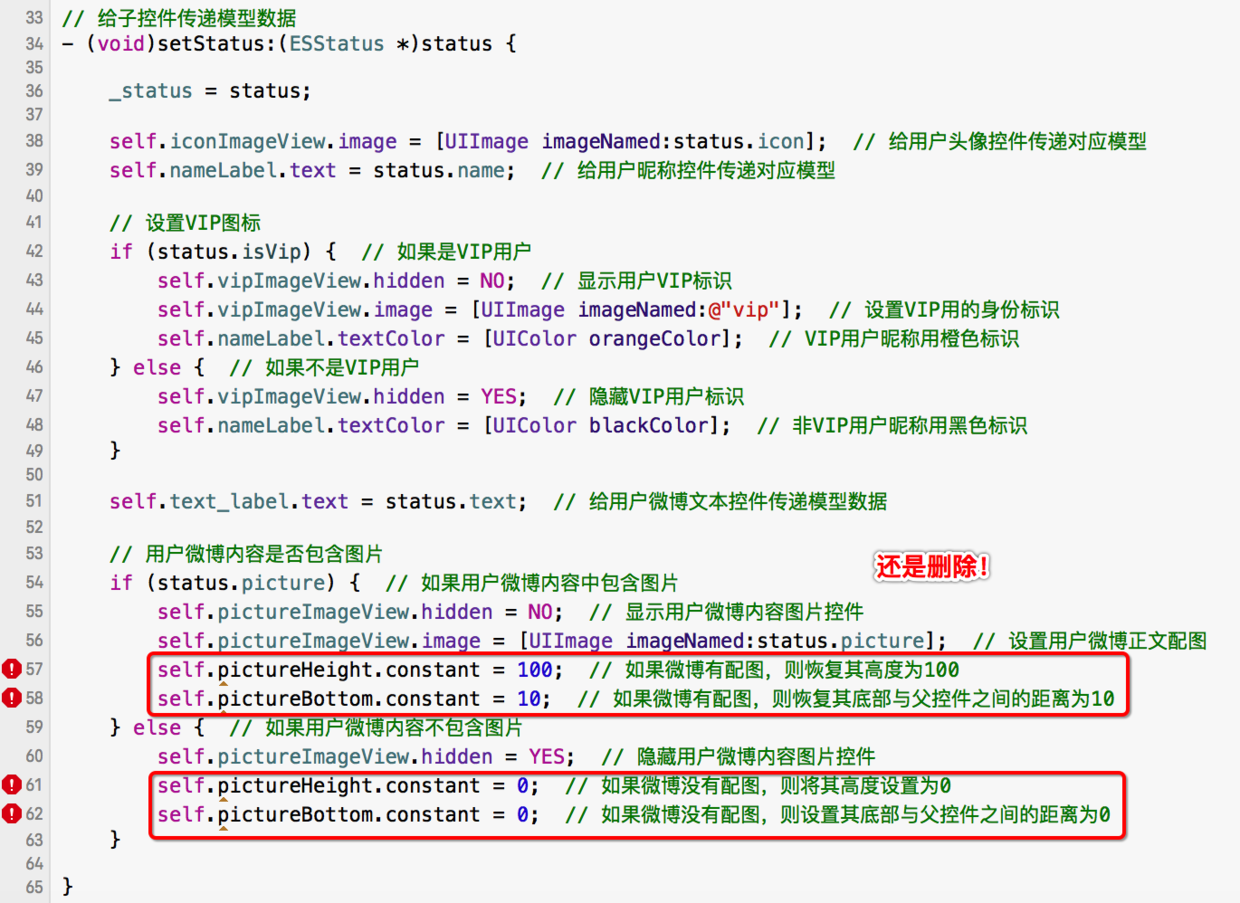 33 // 给子控件传递模型数据
34 - (void)setStatus:(ESStatus *)status {
35
36 _status = status;
37
38 self.iconImageView.image = [UIImage imageNamed:status.icon]; // 给用户头像控件传递对应模型
39 self.nameLabel.text = status.name; // 给用户昵称控件传递对应模型
40
41 // 设置VIP图标
42 if (status.isVip) { // 如果是VIP用户
43 self.vipImageView.hidden = NO; // 显示用户VIP标识
44 self.vipImageView.image = [UIImage imageNamed:@"vip"]; // 设置VIP用的身份标识
45 self.nameLabel.textColor = [UIColor orangeColor]; // VIP用户昵称用橙色标识
46 } else { // 如果不是VIP用户
47 self.vipImageView.hidden = YES; // 隐藏VIP用户标识
48 self.nameLabel.textColor = [UIColor blackColor]; // 非VIP用户昵称用黑色标识
49 }
50
51 self.text_label.text = status.text; // 给用户微博文本控件传递模型数据
52
53 // 用户微博内容是否包含图片
还是删除!
54 if (status.picture) { // 如果用户微博内容中包含图片
55 self.pictureImageView.hidden = NO; // 显示用户微博内容图片控件
56 self.pictureImageView.image = [UIImage imageNamed:status.picture]; // 设置用户微博正文配图
57 self.pictureHeight.constant = 100; // 如果微博有配图，则恢复其高度为100
58 self.pictureBottom.constant = 10; // 如果微博有配图，则恢复其底部与父控件之间的距离为10
59 } else { // 如果用户微博内容不包含图片
60 self.pictureImageView.hidden = YES; // 隐藏用户微博内容图片控件
61 self.pictureHeight.constant = 0; // 如果微博没有配图，则将其高度设置为0
62 self.pictureBottom.constant = 0; // 如果微博没有配图，则设置其底部与父控件之间的距离为0
63 }
64
65 }